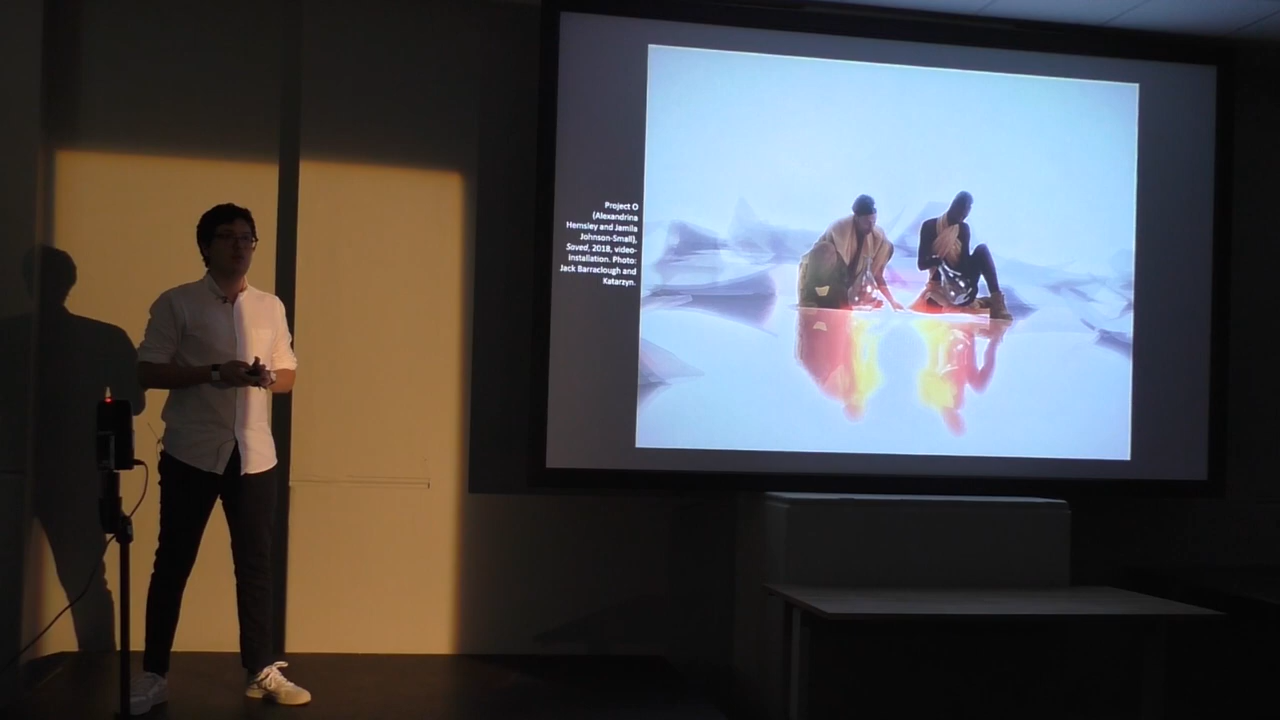 Project O
(Alexandrina
Hemsley and Jamila
Johnson-Small),
Saved, 2018, video-
installation. Photo:
Jack Barraclough and
Katarzyn.